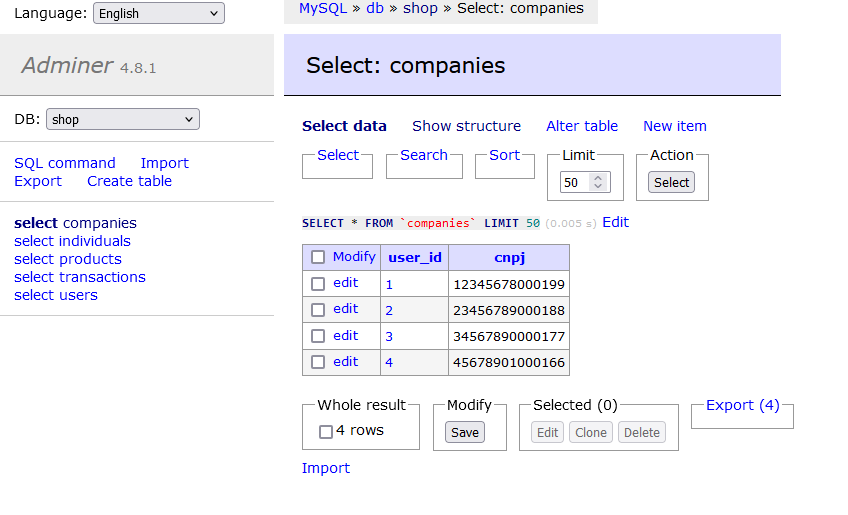 Language: English
Adminer 4.8.1
DB: shop
SQL command Import
Export Create table
select companies
select individuals
select products
select transactions
select users
MySQL » db » shop » Select: companies
Select: companies
Select data Show structure Alter table New item
Select Search Sort Limit Action
50 Select
SELECT * FROM `companies` LIMIT 50 (0.005 s) Edit
Modify user_id cnpj
edit 1 12345678000199
edit 2 23456789000188
edit 3 34567890000177
edit 4 45678901000166
Whole result Modify Selected (0) Export (4)
4 rows Save Edit Clone Delete
Import